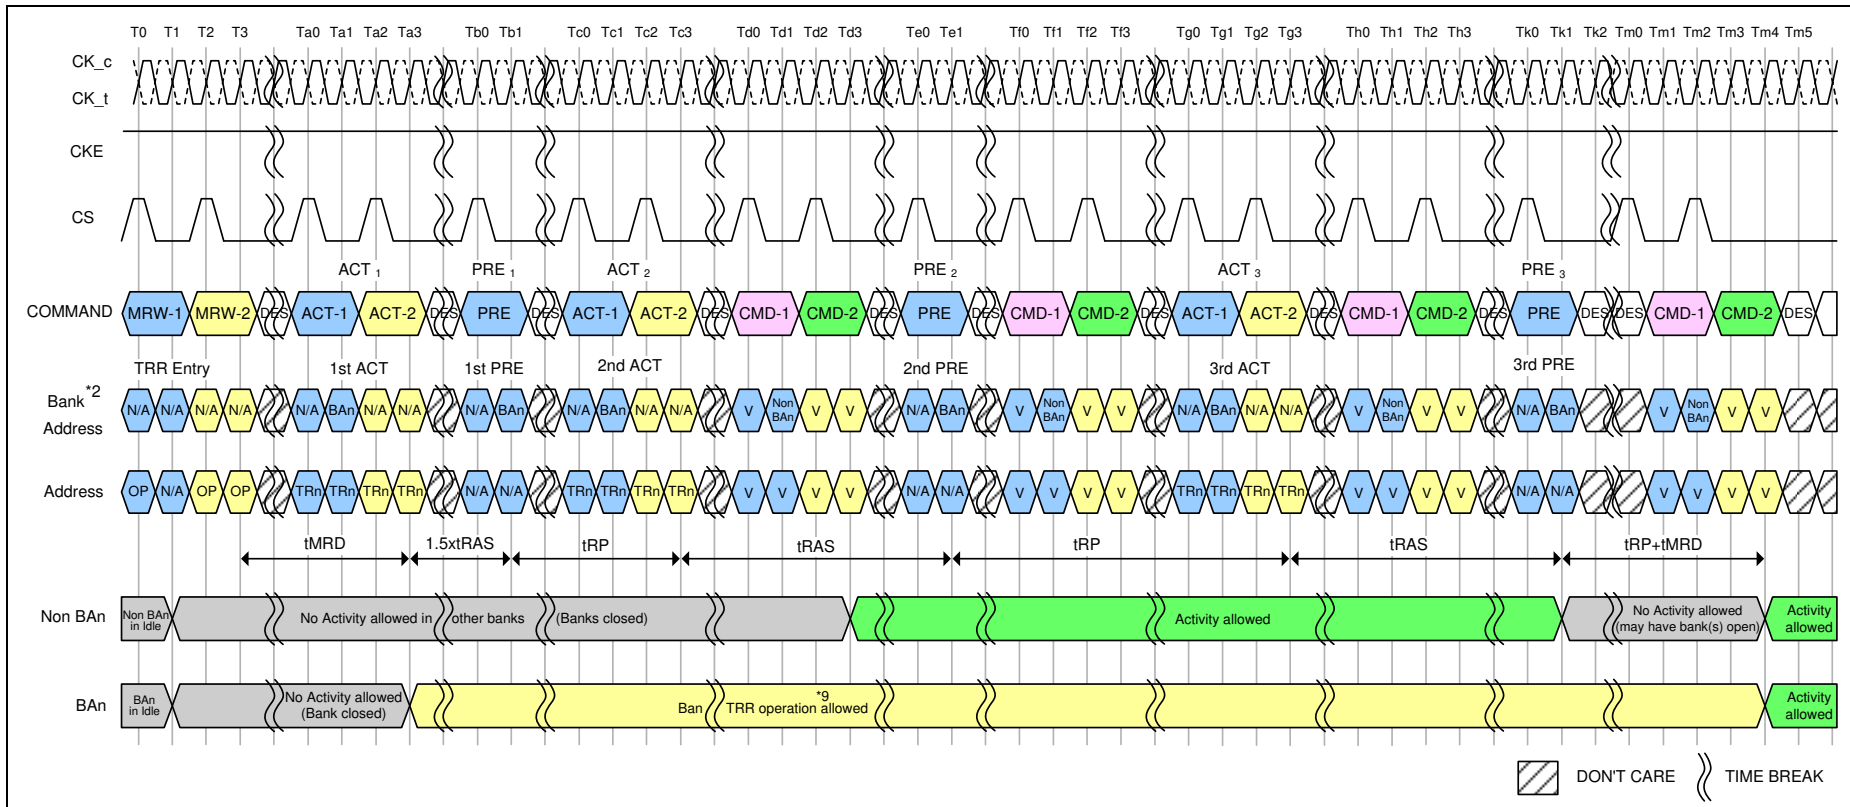 T0 T1 T2 T3 Ta0 Ta1 Ta2 Ta3 Tb0 Tb1 Tc0 Tc1 Tc2 Tc3 Td0 Td1 Td2 Td3 Te0 Te1 Tf0 Tf1 Tf2 Tf3 Tg0 Tg1 Tg2 Tg3 Th0 Th1 Th2 Th3 Tk0 Tk1 Tk2 Tm0 Tm1 Tm2 Tm3 Tm4 Tm5
CK_c
CK_t
CKE
CS
ACT 1 PRE 1 ACT 2 PRE 2 ACT 3 PRE 3
COMMAND MRW-1 MRW-2 DES ACT-1 ACT-2 DES PRE DES ACT-1 ACT-2 DES CMD-1 CMD-2 DES PRE DES CMD-1 CMD-2 DES ACT-1 ACT-2 DES CMD-1 CMD-2 DES PRE DES DES CMD-1 CMD-2 DES
TRR Entry 1st ACT 1st PRE 2nd ACT 2nd PRE 3rd ACT 3rd PRE
Bank *2
Address
N/A N/A N/A N/A N/A BAn N/A N/A N/A BAn N/A BAn N/A N/A V Non BAn V V N/A BAn V Non BAn V V N/A BAn N/A N/A V Non BAn V V N/A BAn V Non BAn V V
Address OP N/A OP OP TRn TRn TRn TRn N/A N/A TRn TRn TRn TRn V V V V N/A N/A V V V V TRn TRn TRn TRn V V V V N/A N/A V V V V
tMRD 1.5xtRAS tRP tRAS tRP tRAS tRP+tMRD
Non BAn
Non BAn
in Idle
No Activity allowed in other banks (Banks closed)
Activity allowed
No Activity allowed
(may have bank(s) open)
Activity
allowed
BAn
BAn
in Idle
No Activity allowed
(Bank closed)
Ban TRR operation allowed *9
Activity
allowed
DON'T CARE TIME BREAK